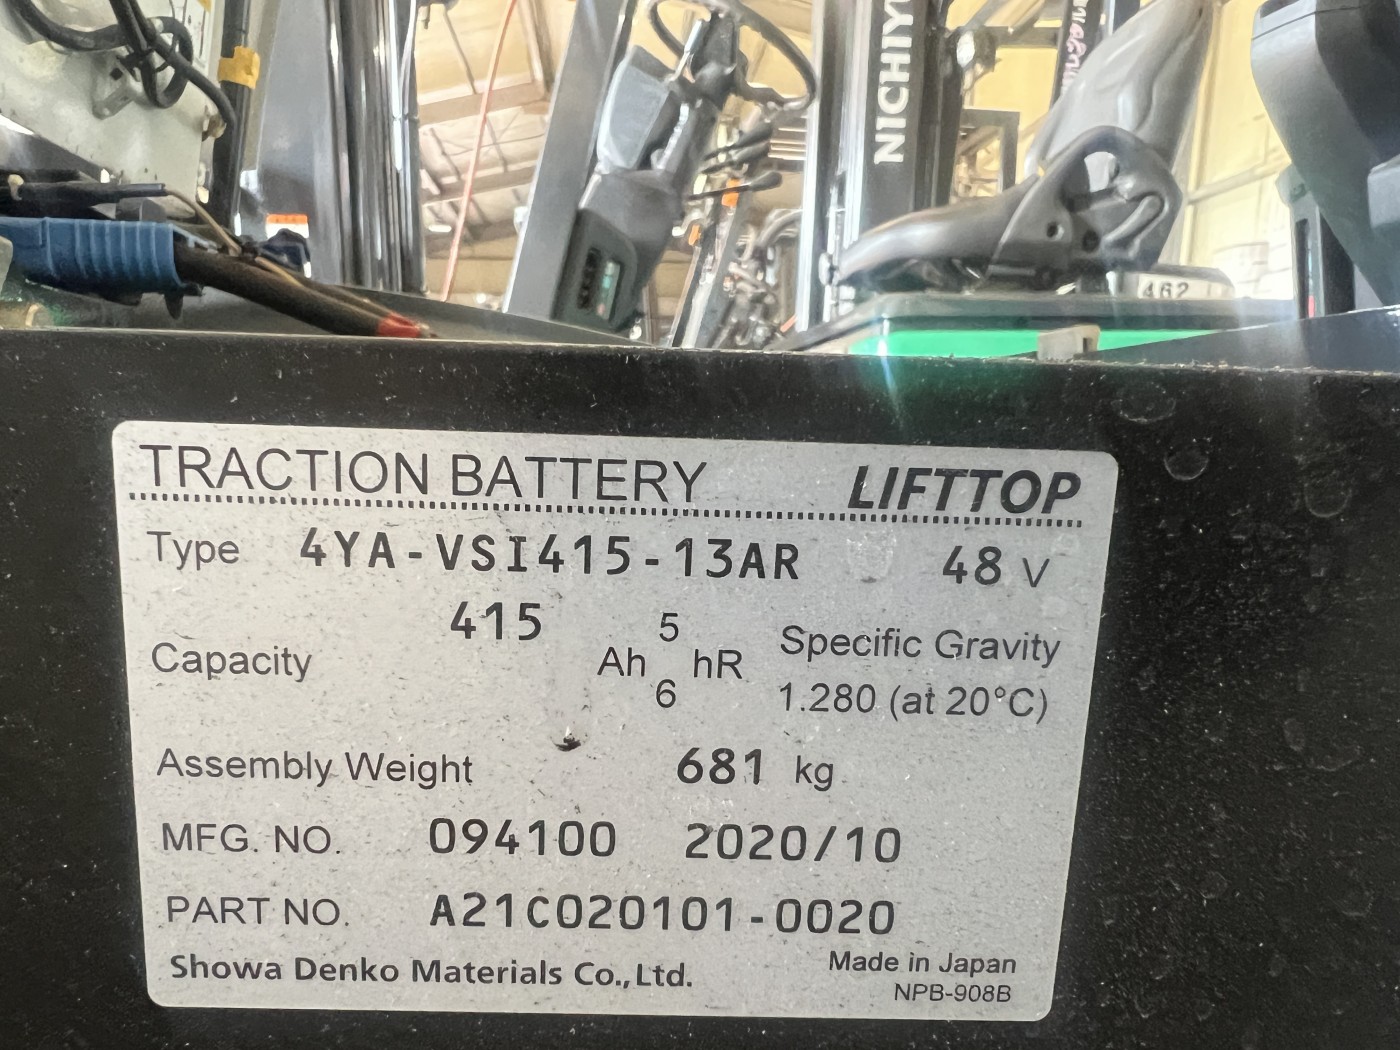 NICHIYU
462
TRACTION BATTERY LIFTTOP
Type 4YA-VSI415-13AR 48 V
415 5
Capacity Ah hR Specific Gravity
6 1.280 (at 20°C)
Assembly Weight 681 kg
MFG. NO. 094100 2020/10
PART NO. A21C020101-0020
Showa Denko Materials Co.,Ltd. Made in Japan
NPB-908B